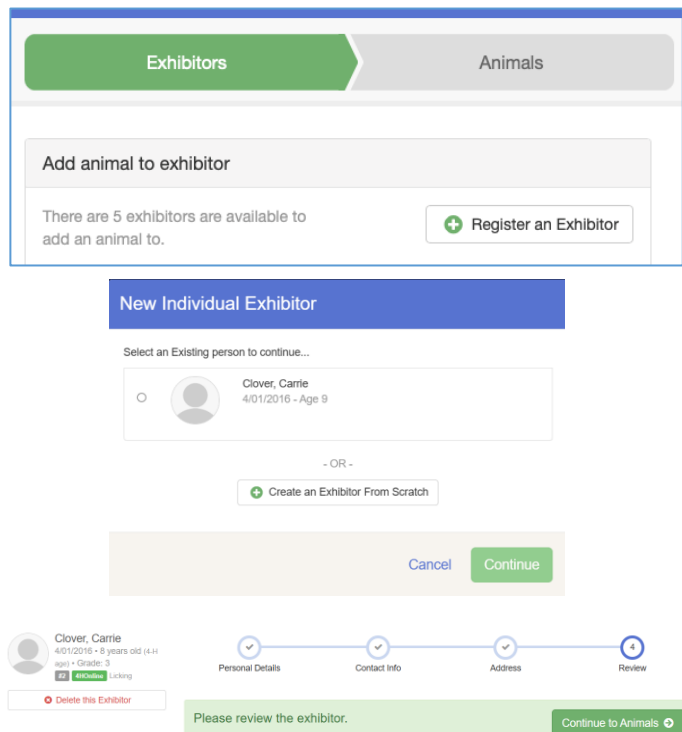 Exhibitors
Animals
Add animal to exhibitor
There are 5 exhibitors are available to
add an animal to.
Register an Exhibitor
New Individual Exhibitor
Select an Existing person to continue...
Clover, Carrie
4/01/2016 - Age 9
- OR -
Create an Exhibitor From Scratch
Cancel
Continue
Clover, Carrie
4/01/2016 • 8 years old (4-H
age) • Grade: 3
#2 4HOnline Licking
Delete this Exhibitor
Personal Details
Contact Info
Address
4
Review
Please review the exhibitor.
Continue to Animals